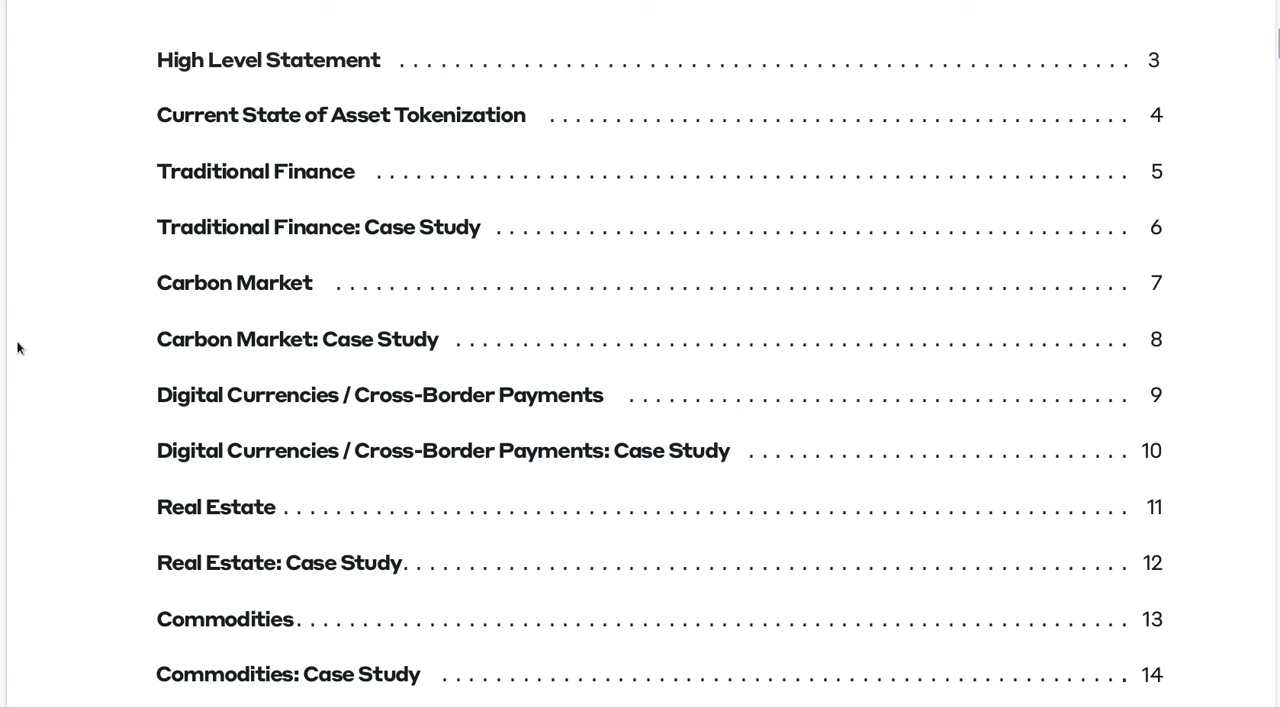 High Level Statement . . . . . . . . . . . . . . . . . . . . . . . . . . . . . . . . . . . . . . . . . . . . . . . . . . . . . . . . 3
Current State of Asset Tokenization . . . . . . . . . . . . . . . . . . . . . . . . . . . . . . . . . . . . . . . . . . . . 4
Traditional Finance . . . . . . . . . . . . . . . . . . . . . . . . . . . . . . . . . . . . . . . . . . . . . . . . . . . . . . . . . 5
Traditional Finance: Case Study . . . . . . . . . . . . . . . . . . . . . . . . . . . . . . . . . . . . . . . . . . . . . . . . 6
Carbon Market . . . . . . . . . . . . . . . . . . . . . . . . . . . . . . . . . . . . . . . . . . . . . . . . . . . . . . . . . . . . 7
Carbon Market: Case Study . . . . . . . . . . . . . . . . . . . . . . . . . . . . . . . . . . . . . . . . . . . . . . . . . . . 8
Digital Currencies / Cross-Border Payments . . . . . . . . . . . . . . . . . . . . . . . . . . . . . . . . . . . . . . 9
Digital Currencies / Cross-Border Payments: Case Study . . . . . . . . . . . . . . . . . . . . . . . . . . . . . 10
Real Estate . . . . . . . . . . . . . . . . . . . . . . . . . . . . . . . . . . . . . . . . . . . . . . . . . . . . . . . . . . . . . . . . 11
Real Estate: Case Study. . . . . . . . . . . . . . . . . . . . . . . . . . . . . . . . . . . . . . . . . . . . . . . . . . . . . . . 12
Commodities. . . . . . . . . . . . . . . . . . . . . . . . . . . . . . . . . . . . . . . . . . . . . . . . . . . . . . . . . . . . . . . 13
Commodities: Case Study . . . . . . . . . . . . . . . . . . . . . . . . . . . . . . . . . . . . . . . . . . . . . . . . . . . . 14